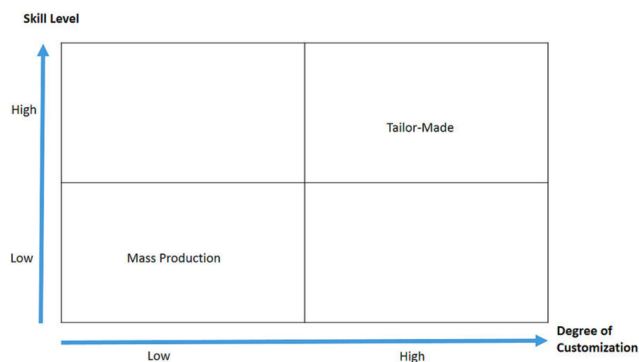 Skill Level
High
Tailor-Made
Low
Mass Production
Low
High
Degree of
Customization